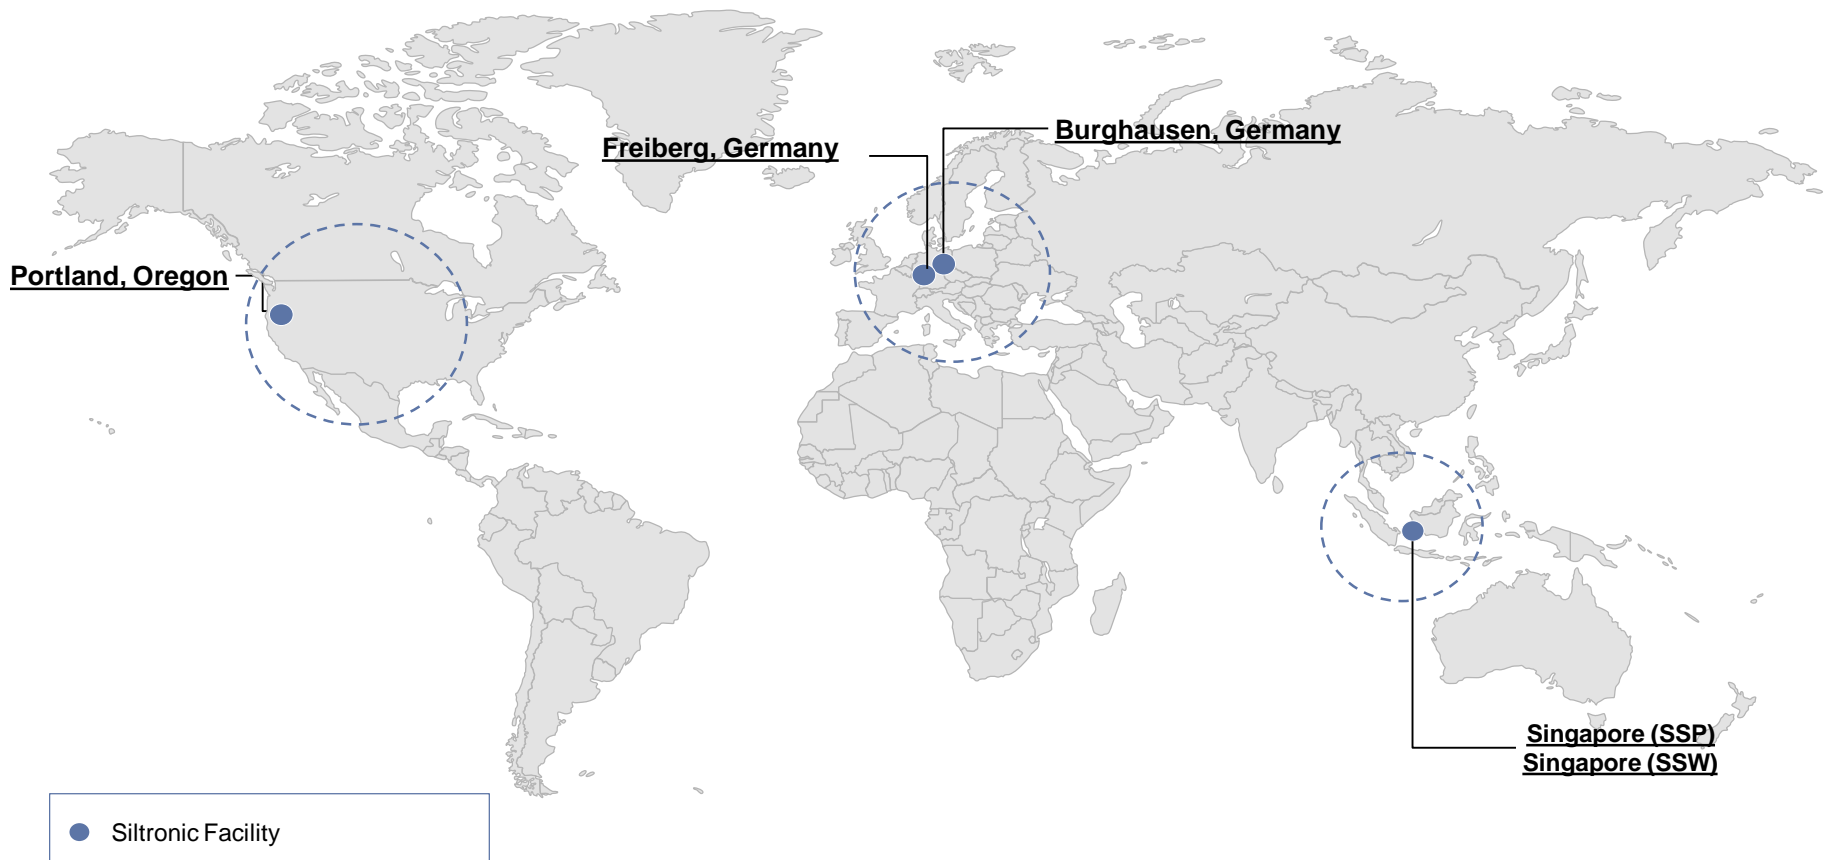 Burghausen, Germany
Freiberg, Germany
Portland, Oregon
Singapore (SSP)
Singapore (SSW)
Siltronic Facility